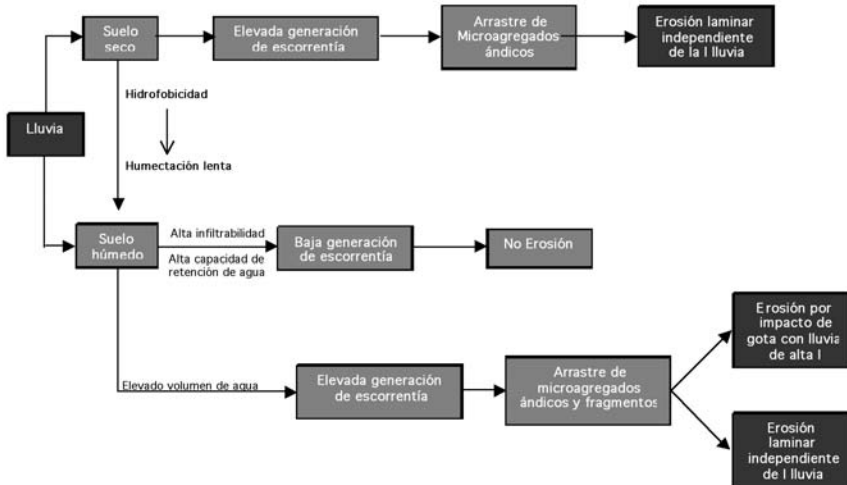 Suelo
seco
Elevada generación
de escorrentía
Arrastre de
Microagregados
ándicos
Erosión laminar
independiente
de la I lluvia
Lluvia
Hidrofobicidad
Humectación lenta
Suelo
húmedo
Alta infiltrabilidad
Alta capacidad de
retención de agua
Baja generación
de escorrentía
No Erosión
Elevado volumen de agua
Elevada generación
de escorrentía
Arrastre de
microagregados
ándicos y fragmentos
Erosión por
impacto de
gota con lluvia
de alta I
Erosión
laminar
independiente
de I lluvia